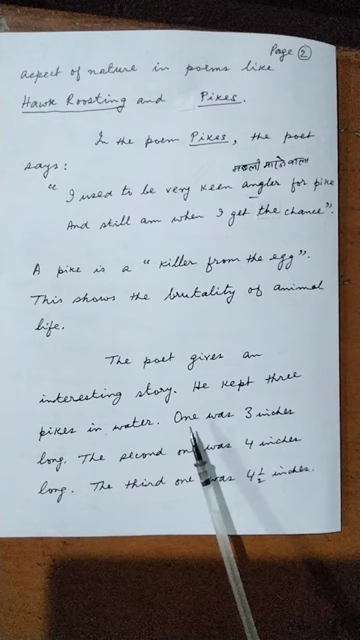 Page 2
aspect of nature in poems like
Hawk Roosting and Pikes.
In the poem Pikes, the poet
says:
मछली मारने वाला
"I used to be very keen angler for pike
And still am when I get the chance".
A pike is a "killer from the egg".
This shows the brutality of animal
life.
The poet gives an
interesting story. He kept three
pikes in water. One was 3 inches
long. The second one was 4 inches
long. The third one was 4½ inches.